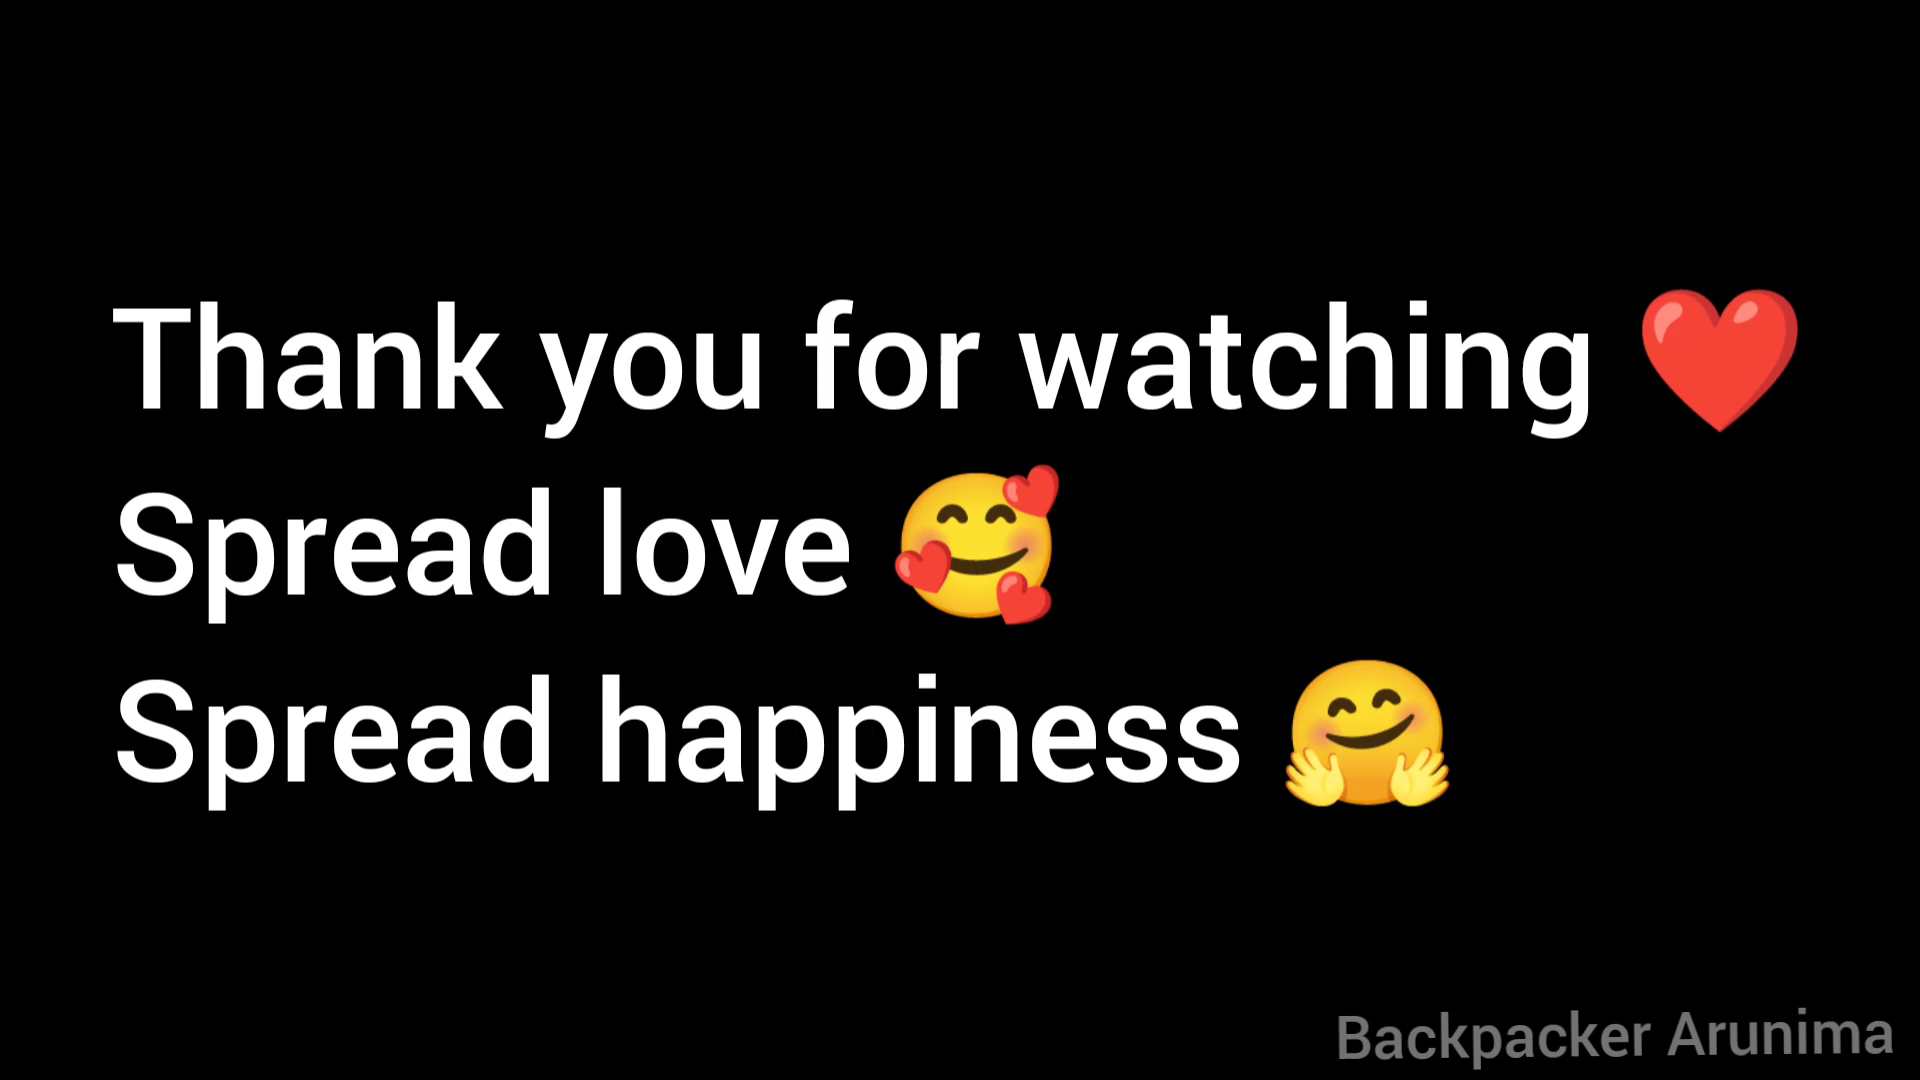 Thank you for watching ❤️
Spread love 🥰
Spread happiness 🤗
Backpacker Arunima